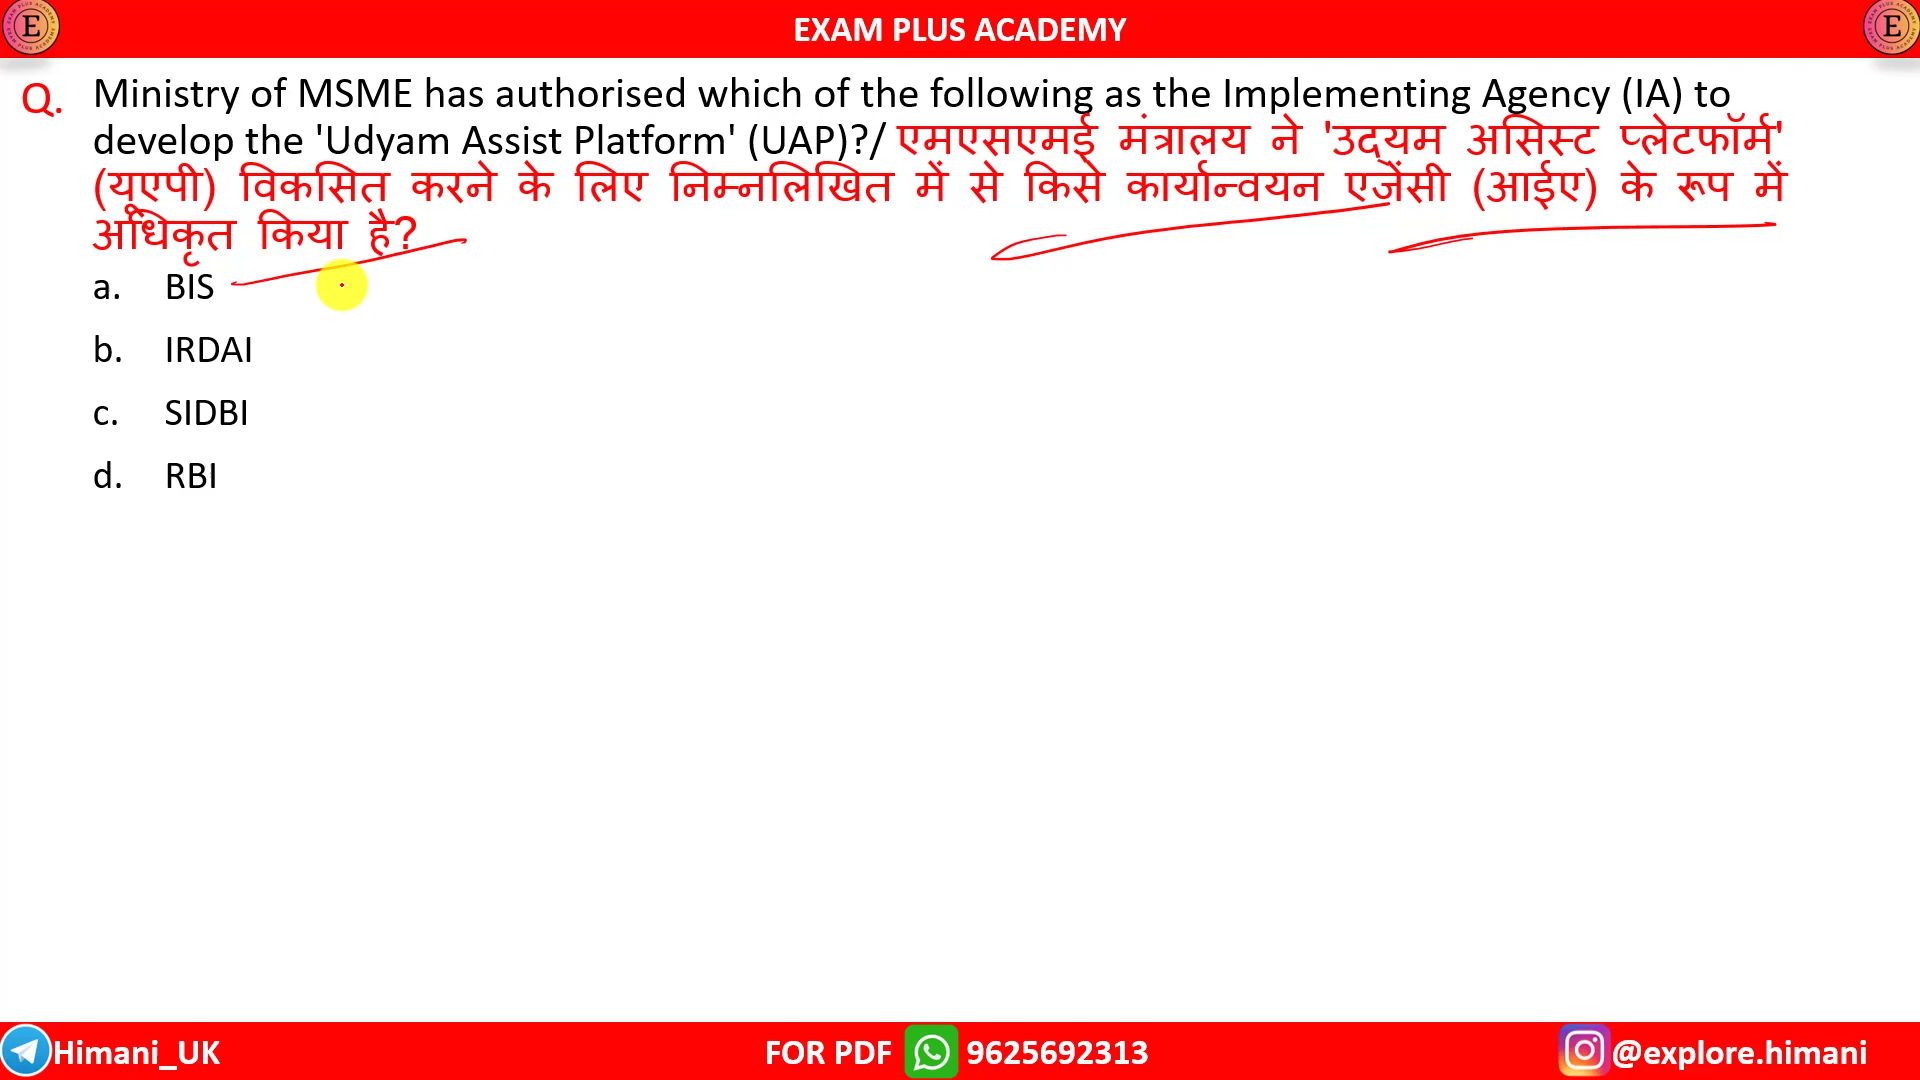 EXAM PLUS ACADEMY
E
E
Q. Ministry of MSME has authorised which of the following as the Implementing Agency (IA) to
develop the 'Udyam Assist Platform' (UAP)?/ एमएसएमई मंत्रालय ने 'उद्यम असिस्ट प्लेटफॉर्म'
(यूएपी) विकसित करने के लिए निम्नलिखित में से किसे कार्यान्वयन एजेंसी (आईए) के रूप में
अधिकृत किया है?
a. BIS
b. IRDAI
c. SIDBI
d. RBI
Himani_UK
FOR PDF 9625692313
@explore.himani